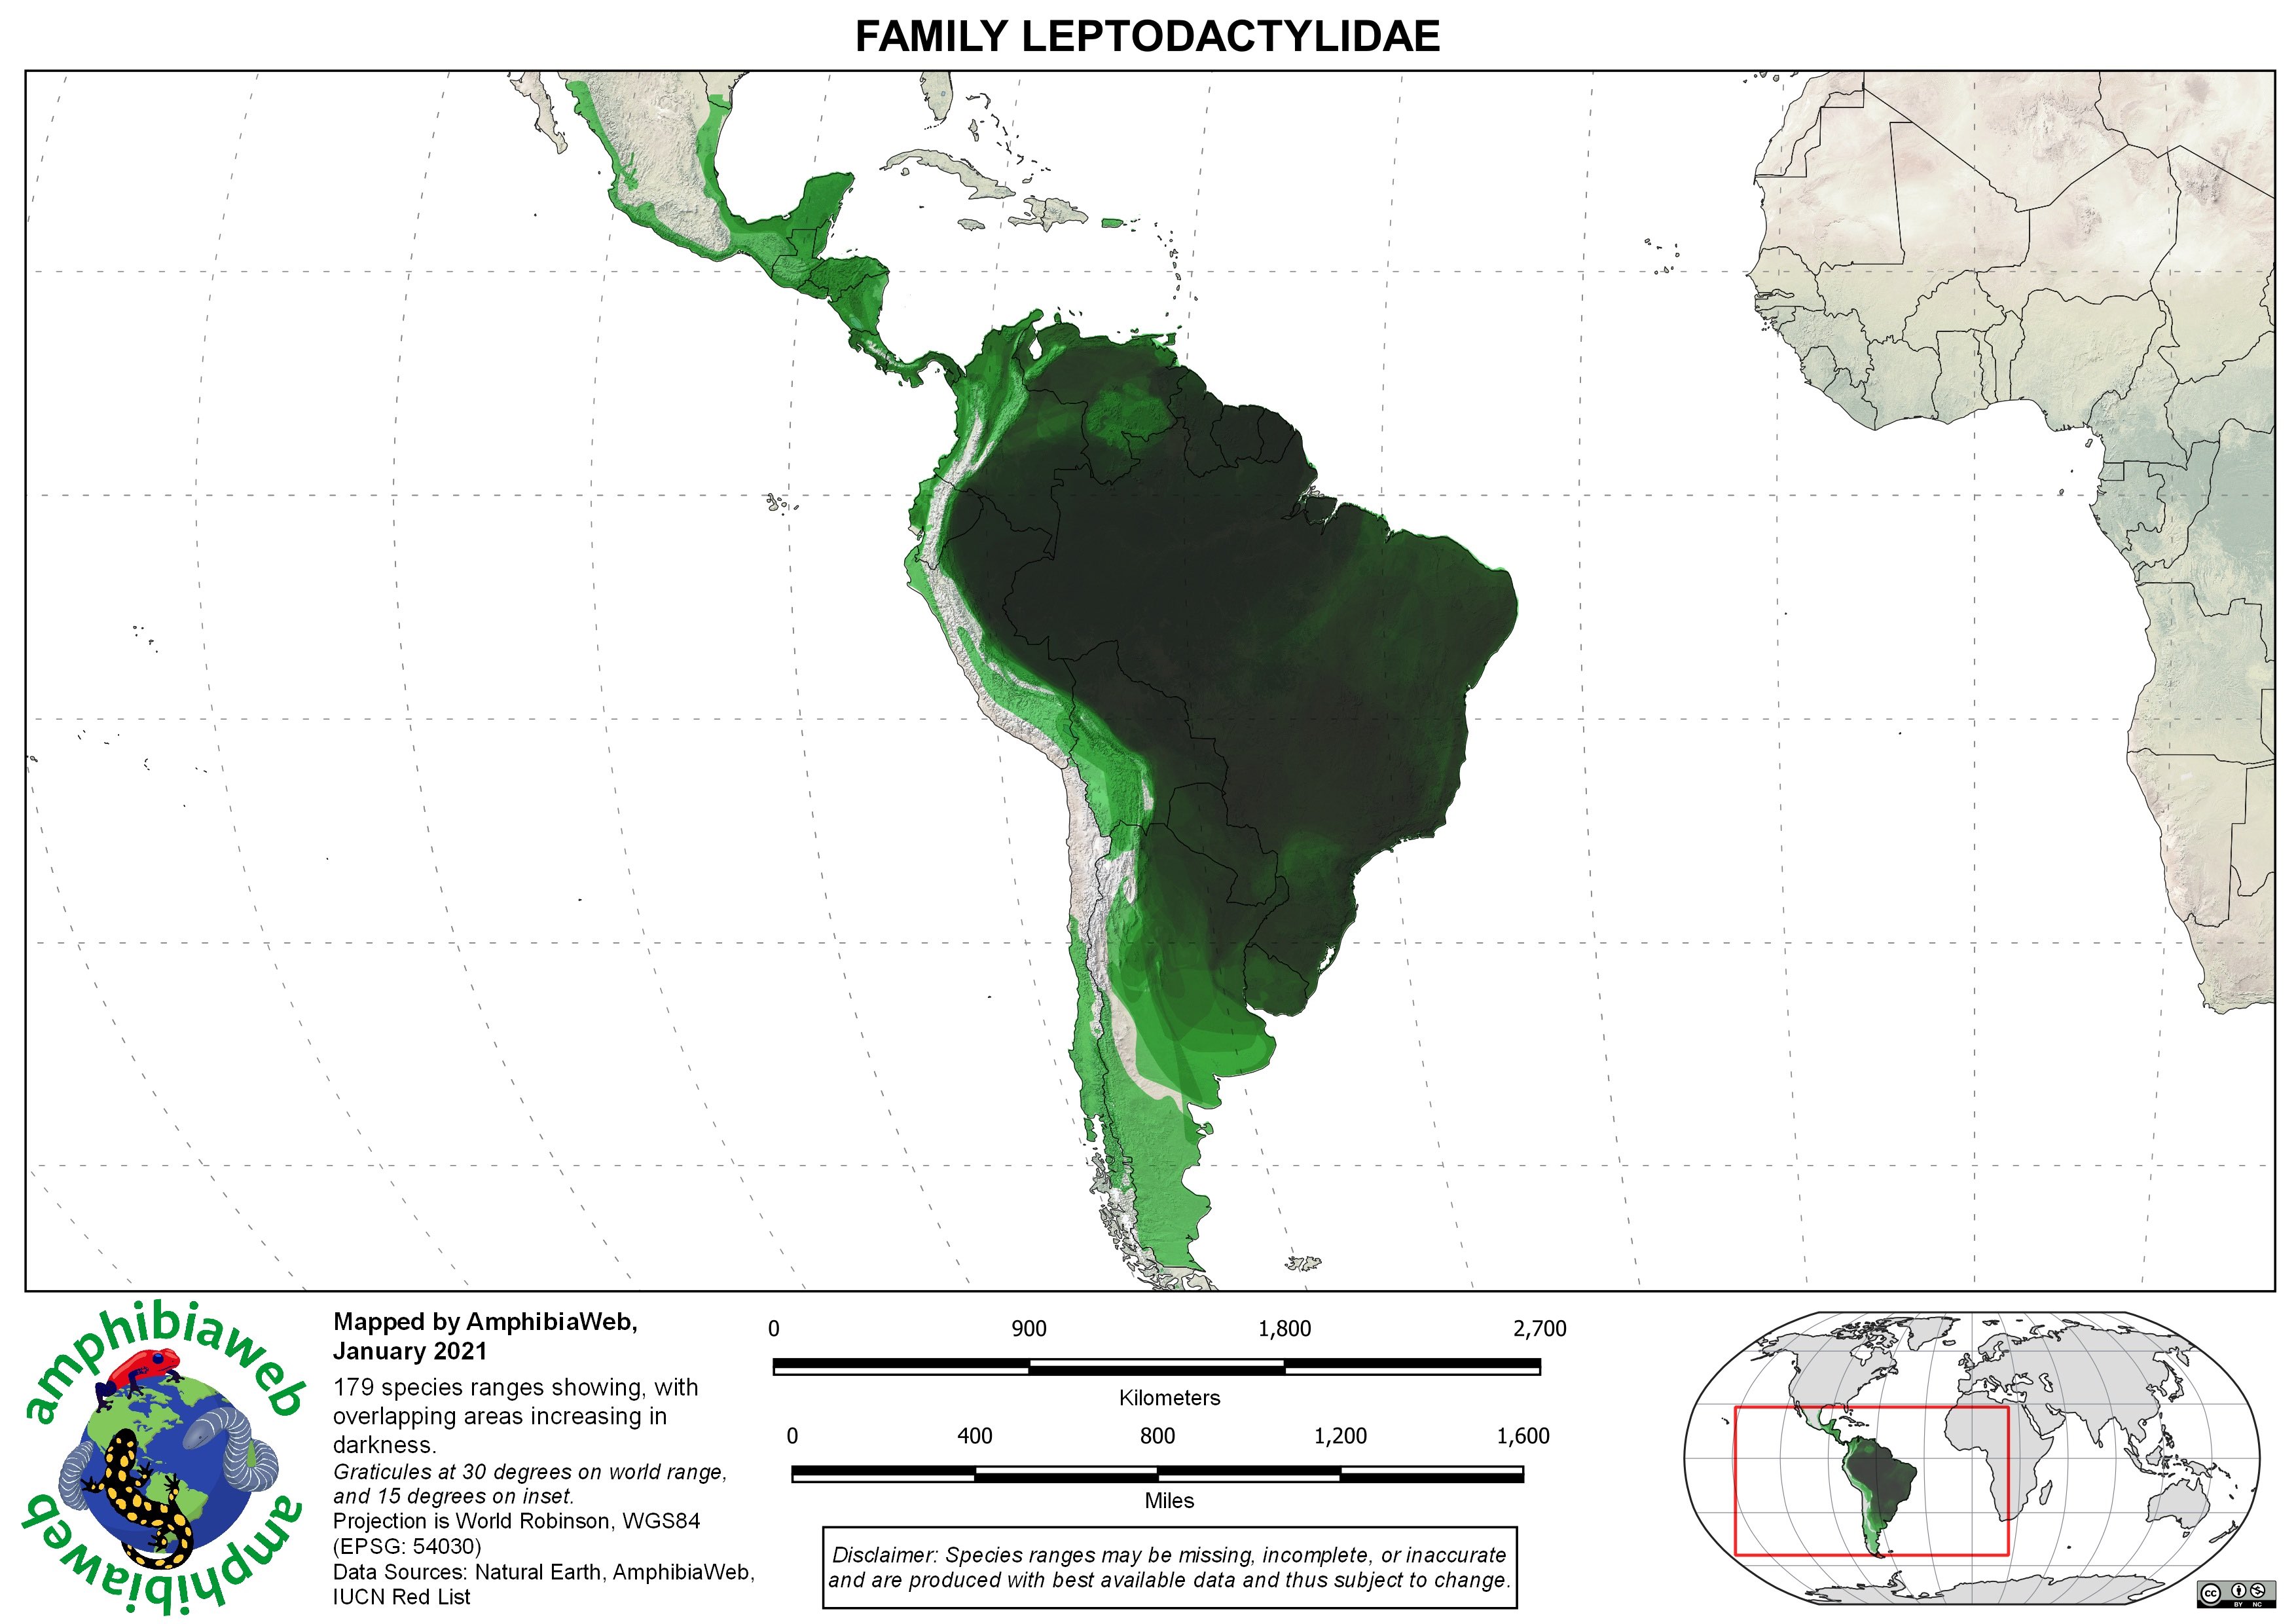 FAMILY LEPTODACTYLIDAE
amphibiaweb
amphibiaweb
Mapped by AmphibiaWeb,
January 2021
179 species ranges showing, with
overlapping areas increasing in
darkness.
Graticules at 30 degrees on world range,
and 15 degrees on inset.
Projection is World Robinson, WGS84
(EPSG: 54030)
Data Sources: Natural Earth, AmphibiaWeb,
IUCN Red List
0 900 1,800 2,700
Kilometers
0 400 800 1,200 1,600
Miles
Disclaimer: Species ranges may be missing, incomplete, or inaccurate
and are produced with best available data and thus subject to change.
cc
BY NC